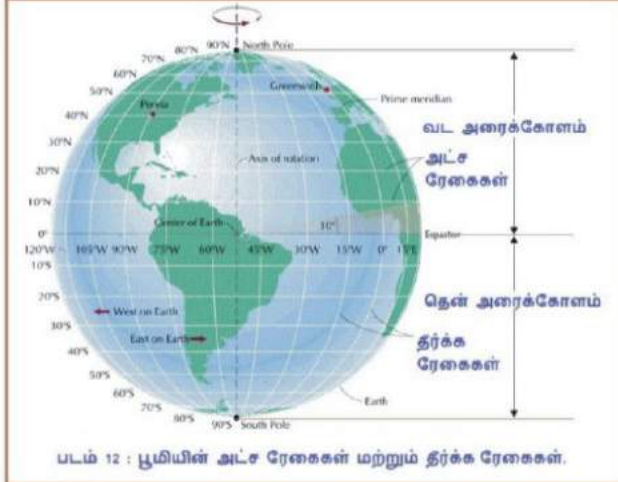 90°N North Pole
80°N
70°N
60°N
50°N
40°N
30°N
20°N
10°N
0°
Greenwich
Prime meridian
Peoria
வட அரைக்கோளம்
அட்ச
ரேகைகள்
Axis of rotation
10°
Center of Earth
Equator
120°W 105°W 90°W 75°W 60°W 45°W 30°W 15°W 0° 15°E
10°S
20°S
30°S
40°S
50°S
60°S
70°S
80°S
90°S South Pole
West on Earth
East on Earth
தென் அரைக்கோளம்
தீர்க்க
ரேகைகள்
Earth
படம் 12 : பூமியின் அட்ச ரேகைகள் மற்றும் தீர்க்க ரேகைகள்.